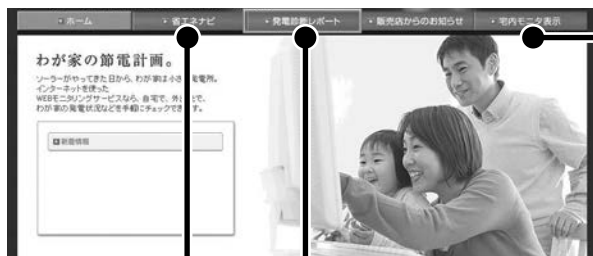 ホーム
省エネナビ
発電診断レポート
販売店からのお知らせ
宅内モニタ表示
わが家の節電計画。
ソーラーがやってきた日から、わが家は小さな発電所。
インターネットを使った
WEBモニタリングサービスなら、自宅で、外出先で、
わが家の発電状況などを手軽にチェックできます。
新着情報